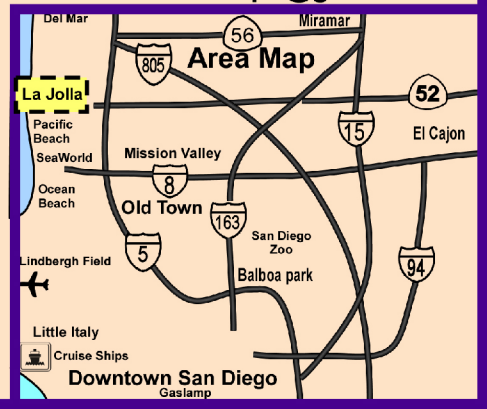 Del Mar
Miramar
56
805
Area Map
La Jolla
52
Pacific
Beach
15
El Cajon
SeaWorld
Mission Valley
8
Ocean
Beach
Old Town
163
San Diego
Zoo
5
Lindbergh Field
Balboa park
94
Little Italy
Cruise Ships
Downtown San Diego
Gaslamp